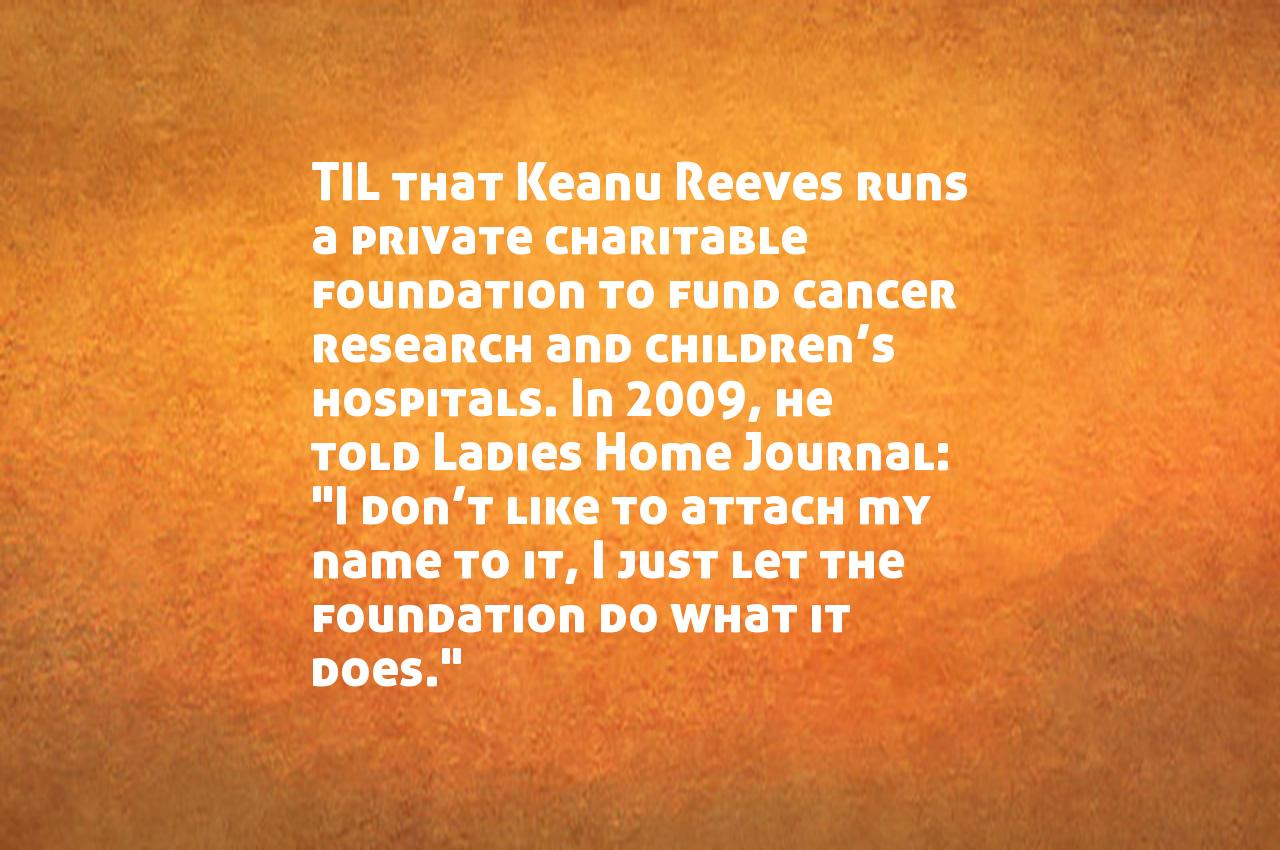 TIL that Keanu Reeves runs
a private charitable
foundation to fund cancer
research and children’s
hospitals. In 2009, he
told Ladies Home Journal:
"I don’t like to attach my
name to it, I just let the
foundation do what it
does."